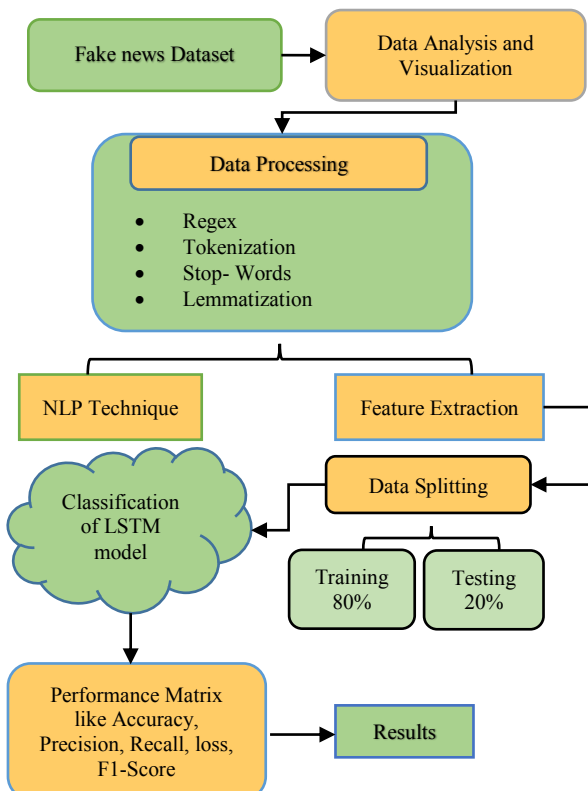 Fake news Dataset
Data Analysis and
Visualization
Data Processing
• Regex
• Tokenization
• Stop- Words
• Lemmatization
NLP Technique
Feature Extraction
Classification
of LSTM
model
Data Splitting
Training
80%
Testing
20%
Performance Matrix
like Accuracy,
Precision, Recall, loss,
F1-Score
Results